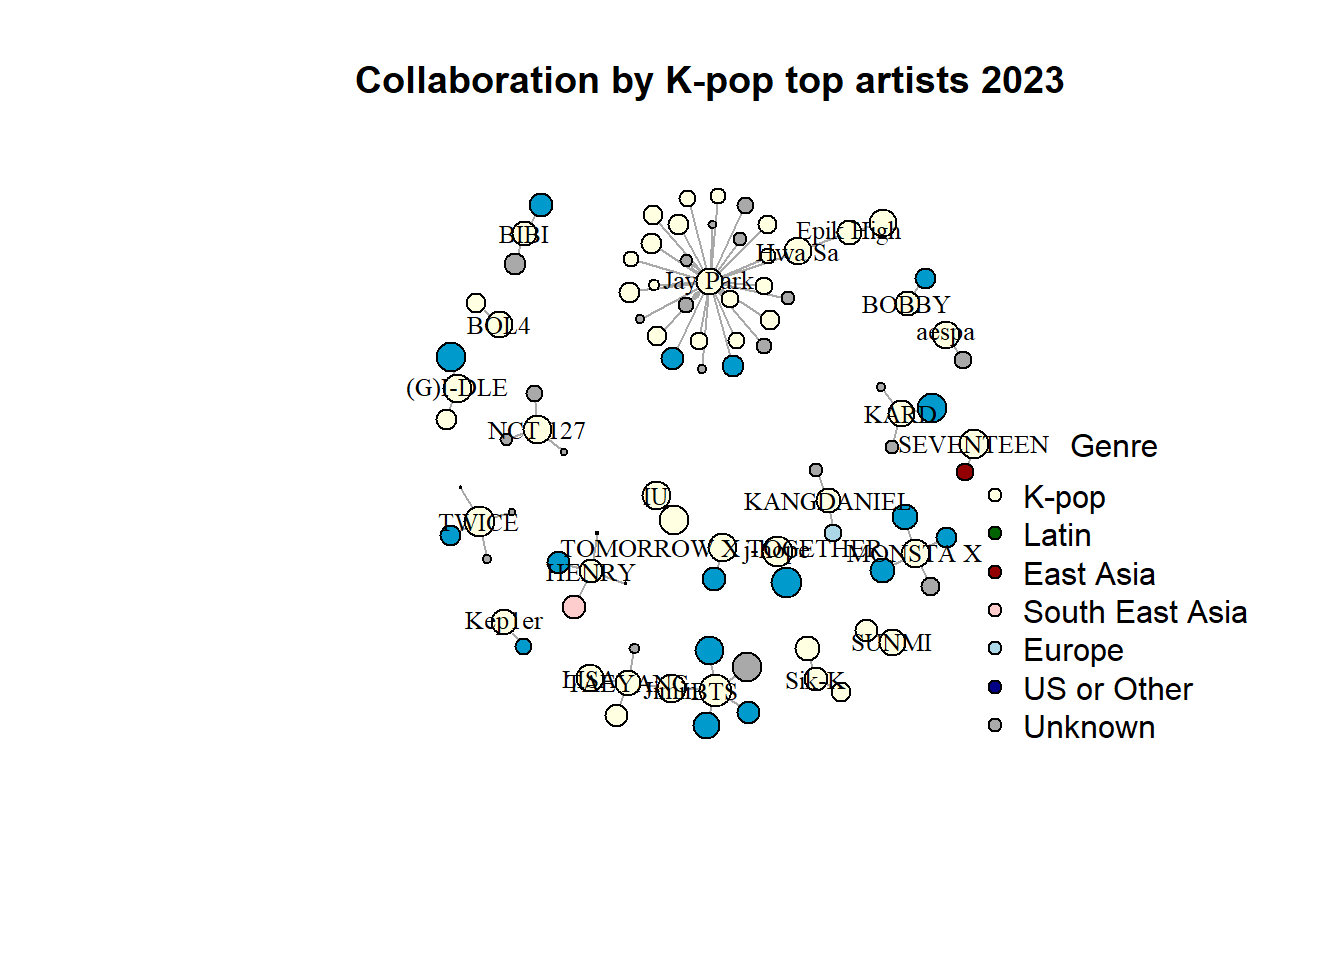 Collaboration by K-pop top artists 2023
BIBI
Epik High
Hwa Sa
Jay Park
BOBBY
BOL4
aespa
(G)I-DLE
KARD
NCT 127
SEVENTEEN
Genre
K-pop
Latin
East Asia
South East Asia
Europe
US or Other
Unknown
IU
KANGDANIEL
TWICE
TOMORROW X TOGETHER
j-hope
MONSTA X
HENRY
Kep1er
SUNMI
LISA
TAEYANG
Jimin
BTS
Sik-K